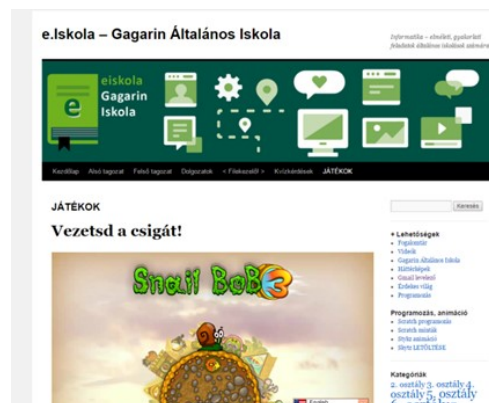 e.Iskola – Gagarin Általános Iskola
Informatika – elméleti, gyakorlati
feladatok általános iskolások számára
e
eiskola
Gagarin
Iskola
Kezdőlap Alsó tagozat Felső tagozat Dolgozatok < Filekezelő! > Kvízkérdések JÁTÉKOK
JÁTÉKOK
Vezetsd a csigát!
Snail BoB 3
English
Keresés
+ Lehetőségek
Fogalomtár
Videók
Gagarin Általános Iskola
Háttérképek
Gmail levelező
Érdekes világ
Programozás
Programozás, animáció
Scratch programozás
Scratch minták
Stykz animáció
Stykz LETÖLTÉSE
Kategóriák
2. osztály 3. osztály 4.
osztály 5. osztály